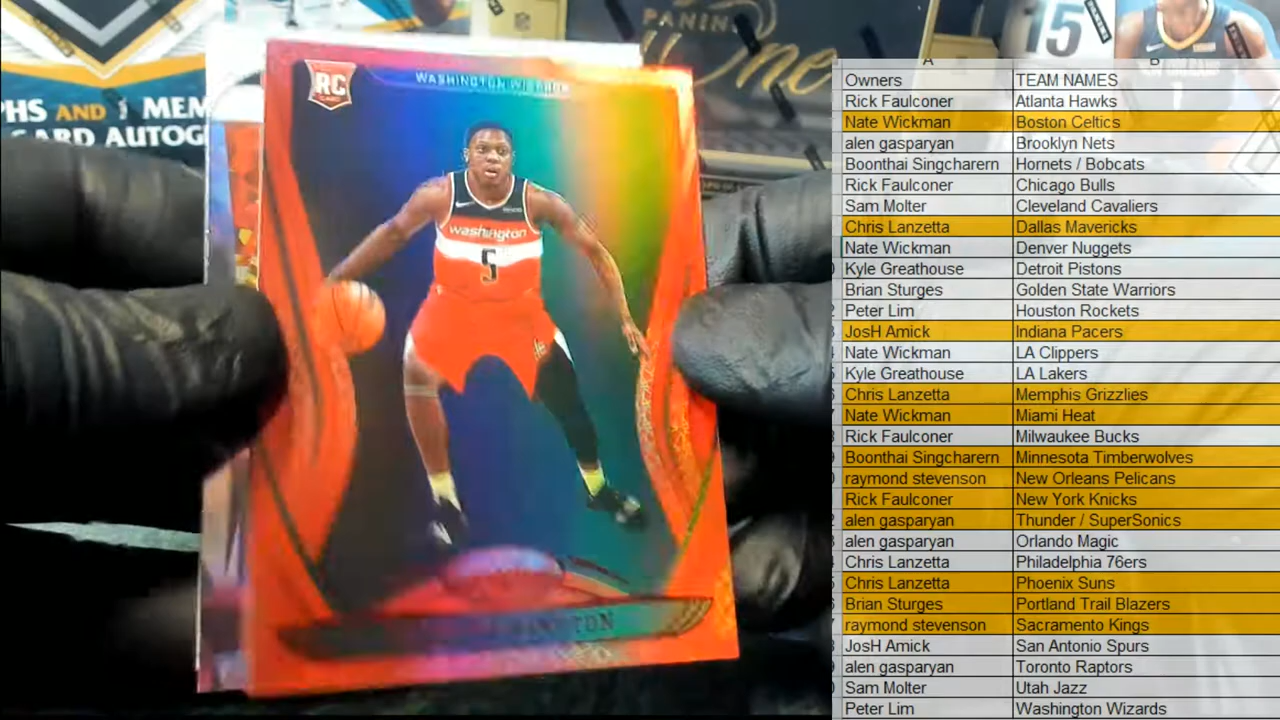 PANINI
One
15
HS AND 1 MEM
CARD AUTOG
RC
CARD
WASHINGTON
washington
5
A
B
Owners TEAM NAMES
Rick Faulconer Atlanta Hawks
Nate Wickman Boston Celtics
alen gasparyan Brooklyn Nets
Boonthai Singcharern Hornets / Bobcats
Rick Faulconer Chicago Bulls
Sam Molter Cleveland Cavaliers
Chris Lanzetta Dallas Mavericks
Nate Wickman Denver Nuggets
Kyle Greathouse Detroit Pistons
Brian Sturges Golden State Warriors
Peter Lim Houston Rockets
JosH Amick Indiana Pacers
Nate Wickman LA Clippers
Kyle Greathouse LA Lakers
Chris Lanzetta Memphis Grizzlies
Nate Wickman Miami Heat
Rick Faulconer Milwaukee Bucks
Boonthai Singcharern Minnesota Timberwolves
raymond stevenson New Orleans Pelicans
Rick Faulconer New York Knicks
alen gasparyan Thunder / SuperSonics
alen gasparyan Orlando Magic
Chris Lanzetta Philadelphia 76ers
Chris Lanzetta Phoenix Suns
Brian Sturges Portland Trail Blazers
raymond stevenson Sacramento Kings
JosH Amick San Antonio Spurs
alen gasparyan Toronto Raptors
Sam Molter Utah Jazz
Peter Lim Washington Wizards